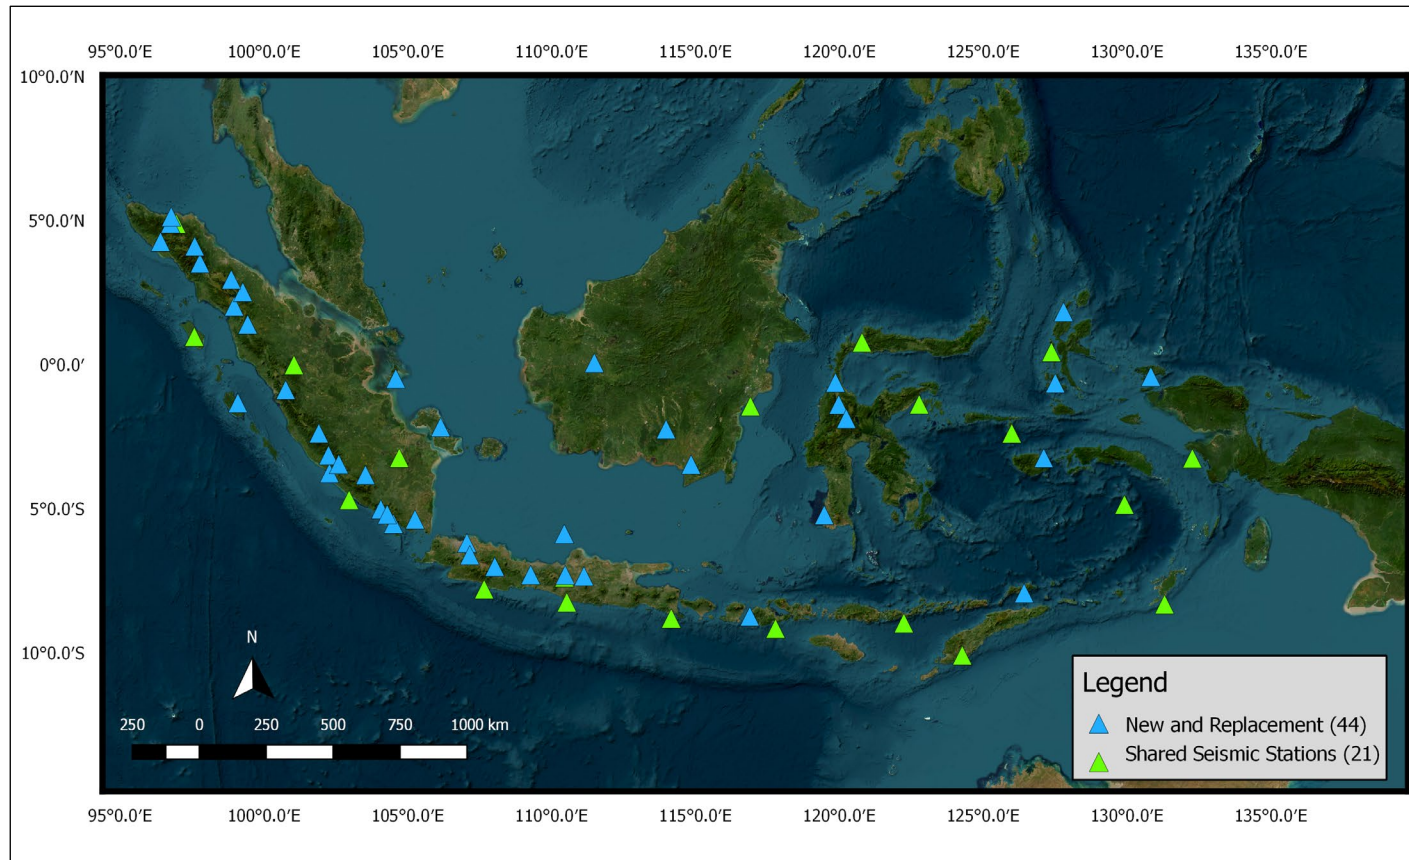 95°0.0′E 100°0.0′E 105°0.0′E 110°0.0′E 115°0.0′E 120°0.0′E 125°0.0′E 130°0.0′E 135°0.0′E
10°0.0′N
5°0.0′N
0°0.0′
5°0.0′S
10°0.0′S
N
250 0 250 500 750 1000 km
Legend
New and Replacement (44)
Shared Seismic Stations (21)
95°0.0′E 100°0.0′E 105°0.0′E 110°0.0′E 115°0.0′E 120°0.0′E 125°0.0′E 130°0.0′E 135°0.0′E